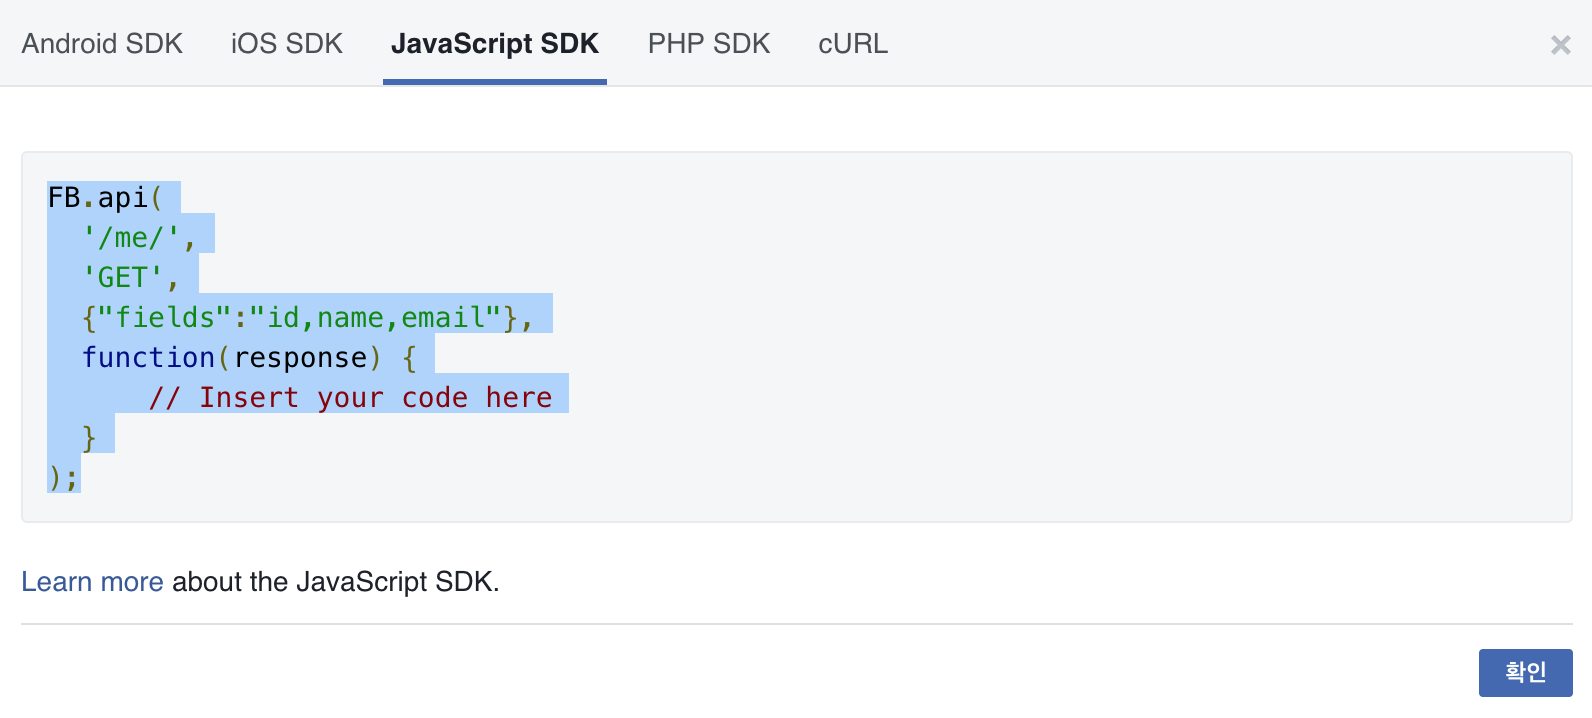 Android SDK iOS SDK JavaScript SDK PHP SDK cURL ×
FB.api(
  '/me/',
  'GET',
  {"fields":"id,name,email"},
  function(response) {
      // Insert your code here
  }
);
Learn more about the JavaScript SDK.
확인